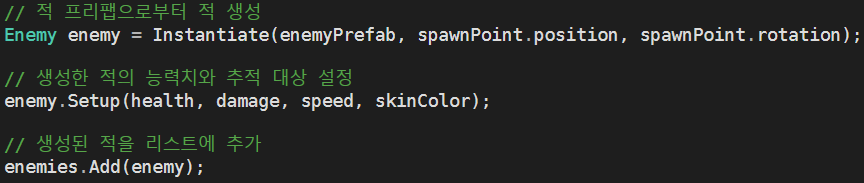 // 적 프리팹으로부터 적 생성
Enemy enemy = Instantiate(enemyPrefab, spawnPoint.position, spawnPoint.rotation);
// 생성한 적의 능력치와 추적 대상 설정
enemy.Setup(health, damage, speed, skinColor);
// 생성된 적을 리스트에 추가
enemies.Add(enemy);